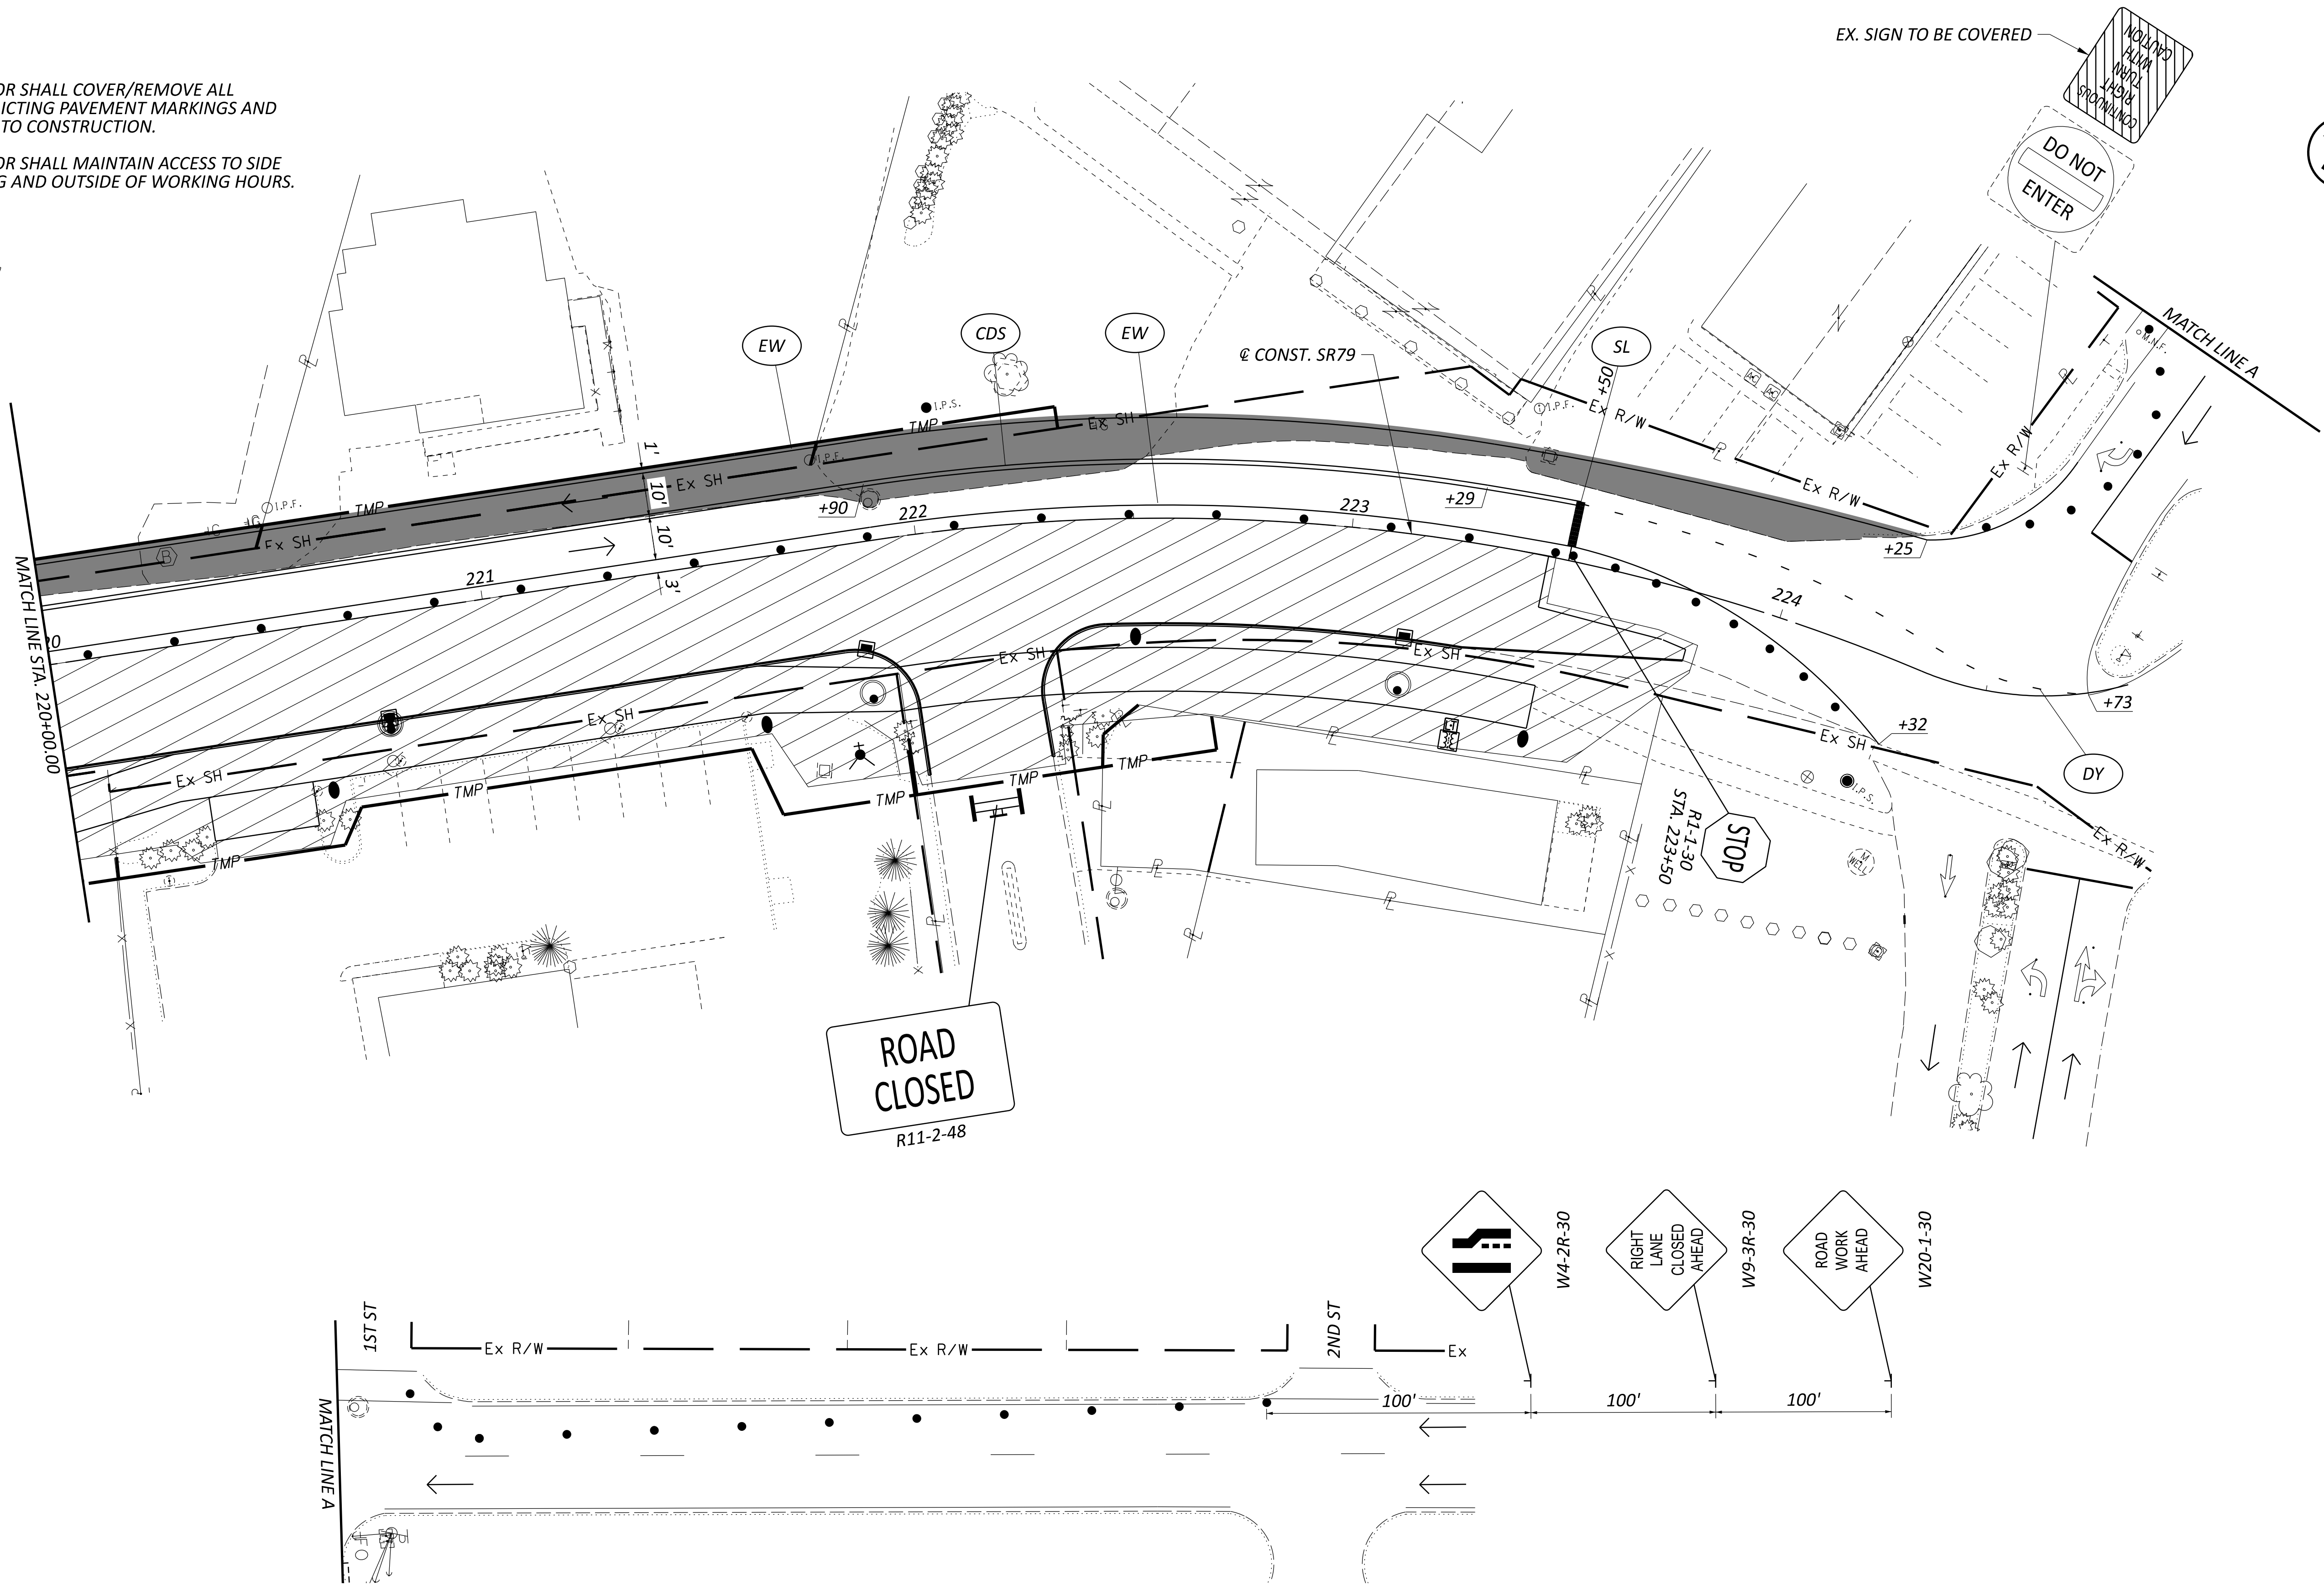 OR SHALL COVER/REMOVE ALL
ICTING PAVEMENT MARKINGS AND
TO CONSTRUCTION.
OR SHALL MAINTAIN ACCESS TO SIDE
G AND OUTSIDE OF WORKING HOURS.
EX. SIGN TO BE COVERED
CONTINUOUS
RIGHT
TURN
WITH
CAUTION
DO NOT
ENTER
MATCH LINE A
M.N.F.
EW
CDS
EW
℄ CONST. SR79
SL
+50
I.P.S.
TMP
Ex SH
I.P.F.
Ex R/W
Ex R/W
Ex R/W
1'
10'
10'
3'
I.P.F.
Ex SH
I.P.F.
TMP
Ex SH
B
+90
222
+29
223
+25
221
224
20
MATCH LINE STA. 220+00.00
Ex SH
Ex SH
Ex SH
Ex SH
Ex SH
+73
+32
DY
TMP
TMP
TMP
TMP
TMP
I.P.S.
Ex R/W
STOP
R1-1-30
STA. 223+50
M
WELL
ROAD
CLOSED
R11-2-48
W4-2R-30
RIGHT
LANE
CLOSED
AHEAD
W9-3R-30
ROAD
WORK
AHEAD
W20-1-30
1ST ST
Ex R/W
Ex R/W
2ND ST
Ex
100'
100'
100'
MATCH LINE A